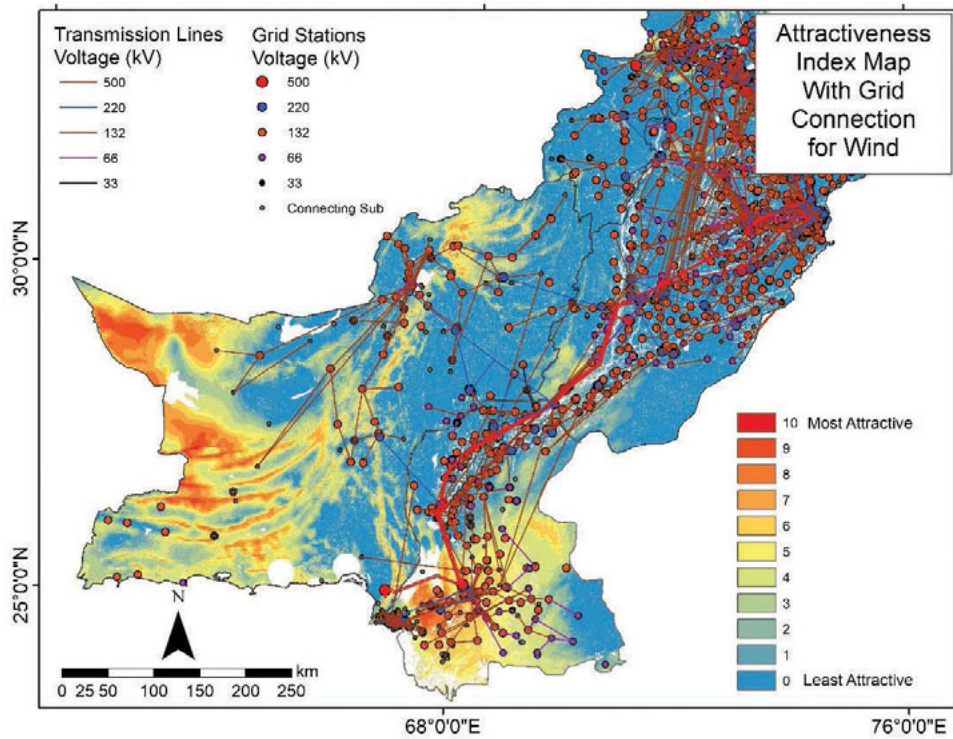 Transmission Lines
Voltage (kV)
500
220
132
66
33
Grid Stations
Voltage (kV)
500
220
132
66
33
Connecting Sub
Attractiveness
Index Map
With Grid
Connection
for Wind
30°0'0"N
25°0'0"N
10 Most Attractive
9
8
7
6
5
4
3
2
1
0 Least Attractive
N
km
0 25 50 100 150 200 250
68°0'0"E
76°0'0"E